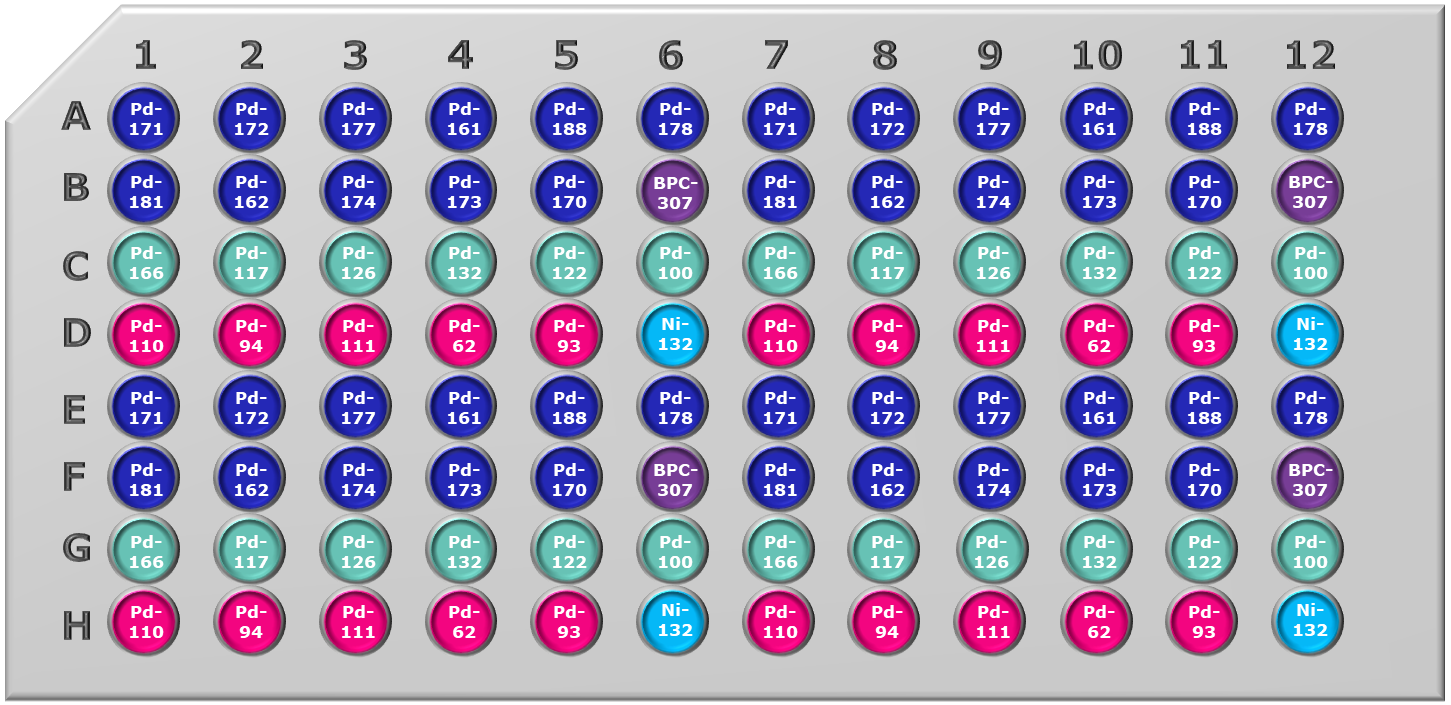 1 2 3 4 5 6 7 8 9 10 11 12
A Pd-171 Pd-172 Pd-177 Pd-161 Pd-188 Pd-178 Pd-171 Pd-172 Pd-177 Pd-161 Pd-188 Pd-178
B Pd-181 Pd-162 Pd-174 Pd-173 Pd-170 BPC-307 Pd-181 Pd-162 Pd-174 Pd-173 Pd-170 BPC-307
C Pd-166 Pd-117 Pd-126 Pd-132 Pd-122 Pd-100 Pd-166 Pd-117 Pd-126 Pd-132 Pd-122 Pd-100
D Pd-110 Pd-94 Pd-111 Pd-62 Pd-93 Ni-132 Pd-110 Pd-94 Pd-111 Pd-62 Pd-93 Ni-132
E Pd-171 Pd-172 Pd-177 Pd-161 Pd-188 Pd-178 Pd-171 Pd-172 Pd-177 Pd-161 Pd-188 Pd-178
F Pd-181 Pd-162 Pd-174 Pd-173 Pd-170 BPC-307 Pd-181 Pd-162 Pd-174 Pd-173 Pd-170 BPC-307
G Pd-166 Pd-117 Pd-126 Pd-132 Pd-122 Pd-100 Pd-166 Pd-117 Pd-126 Pd-132 Pd-122 Pd-100
H Pd-110 Pd-94 Pd-111 Pd-62 Pd-93 Ni-132 Pd-110 Pd-94 Pd-111 Pd-62 Pd-93 Ni-132